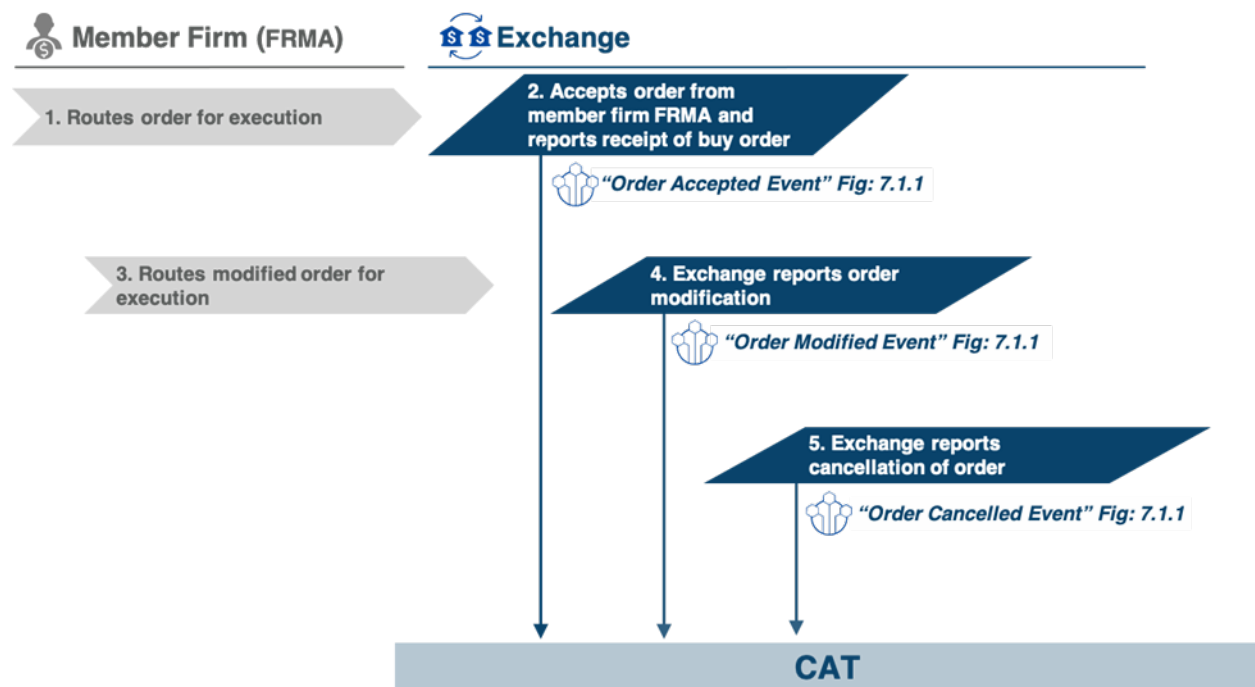 Member Firm (FRMA)
Exchange
1. Routes order for execution
2. Accepts order from
member firm FRMA and
reports receipt of buy order
“Order Accepted Event” Fig: 7.1.1
3. Routes modified order for
execution
4. Exchange reports order
modification
“Order Modified Event” Fig: 7.1.1
5. Exchange reports
cancellation of order
“Order Cancelled Event” Fig: 7.1.1
CAT